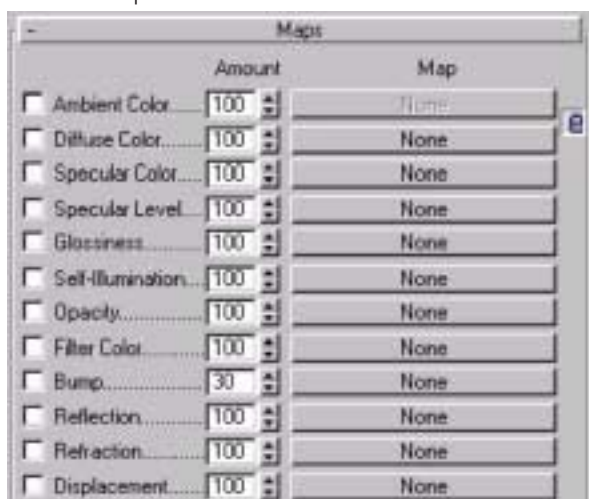 - Maps
Amount Map
Ambient Color...... 100 None
Diffuse Color....... 100 None
Specular Color..... 100 None
Specular Level... 100 None
Glossiness.......... 100 None
Self-Illumination... 100 None
Opacity............... 100 None
Filter Color.......... 100 None
Bump................. 30 None
Reflection........... 100 None
Refraction.......... 100 None
Displacement...... 100 None